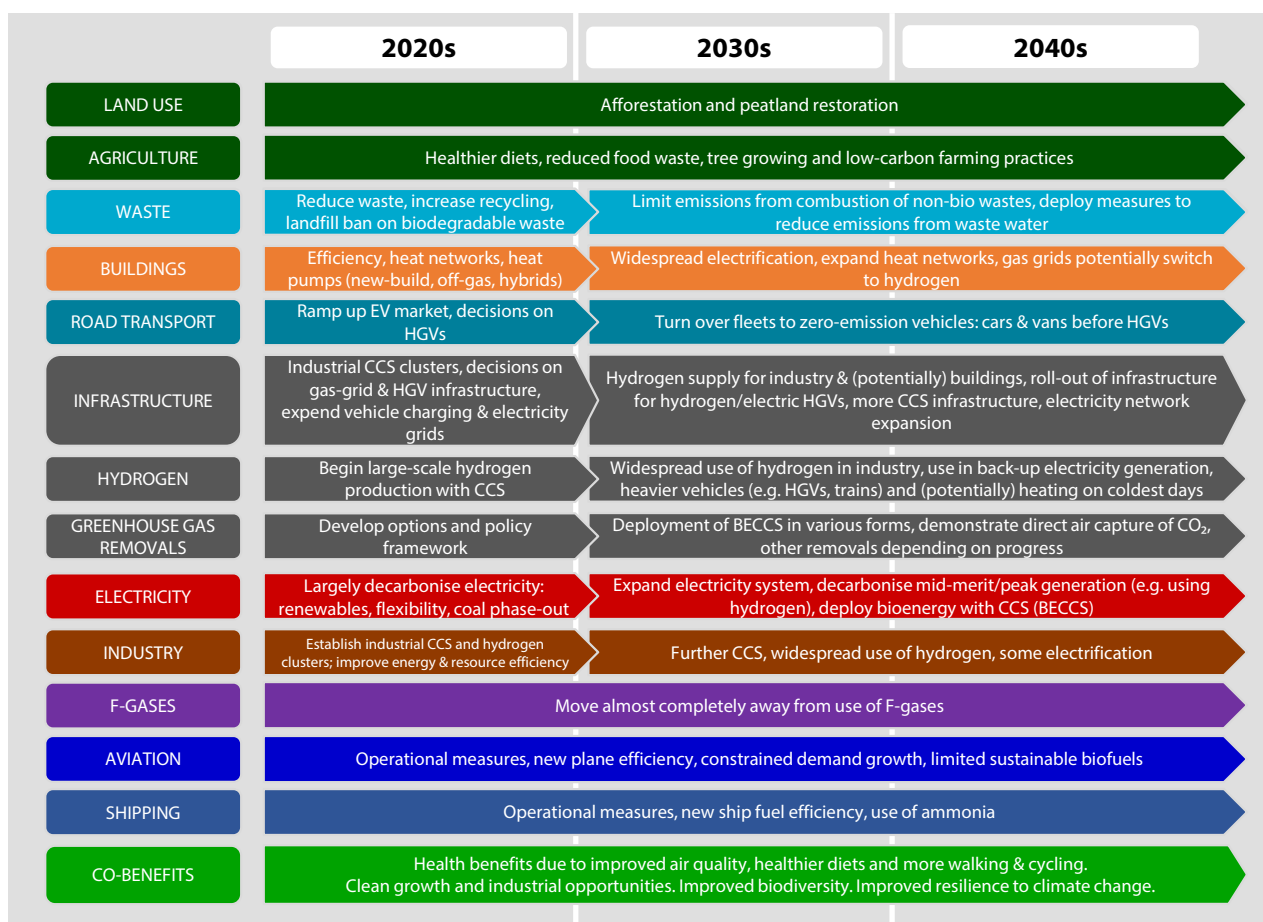 2020s
2030s
2040s
LAND USE
Afforestation and peatland restoration
AGRICULTURE
Healthier diets, reduced food waste, tree growing and low-carbon farming practices
WASTE
Reduce waste, increase recycling,
landfill ban on biodegradable waste
Limit emissions from combustion of non-bio wastes, deploy measures to
reduce emissions from waste water
BUILDINGS
Efficiency, heat networks, heat
pumps (new-build, off-gas, hybrids)
Widespread electrification, expand heat networks, gas grids potentially switch
to hydrogen
ROAD TRANSPORT
Ramp up EV market, decisions on
HGVs
Turn over fleets to zero-emission vehicles: cars & vans before HGVs
INFRASTRUCTURE
Industrial CCS clusters, decisions on
gas-grid & HGV infrastructure,
expend vehicle charging & electricity
grids
Hydrogen supply for industry & (potentially) buildings, roll-out of infrastructure
for hydrogen/electric HGVs, more CCS infrastructure, electricity network
expansion
HYDROGEN
Begin large-scale hydrogen
production with CCS
Widespread use of hydrogen in industry, use in back-up electricity generation,
heavier vehicles (e.g. HGVs, trains) and (potentially) heating on coldest days
GREENHOUSE GAS
REMOVALS
Develop options and policy
framework
Deployment of BECCS in various forms, demonstrate direct air capture of CO₂,
other removals depending on progress
ELECTRICITY
Largely decarbonise electricity:
renewables, flexibility, coal phase-out
Expand electricity system, decarbonise mid-merit/peak generation (e.g. using
hydrogen), deploy bioenergy with CCS (BECCS)
INDUSTRY
Establish industrial CCS and hydrogen
clusters; improve energy & resource efficiency
Further CCS, widespread use of hydrogen, some electrification
F-GASES
Move almost completely away from use of F-gases
AVIATION
Operational measures, new plane efficiency, constrained demand growth, limited sustainable biofuels
SHIPPING
Operational measures, new ship fuel efficiency, use of ammonia
CO-BENEFITS
Health benefits due to improved air quality, healthier diets and more walking & cycling.
Clean growth and industrial opportunities. Improved biodiversity. Improved resilience to climate change.